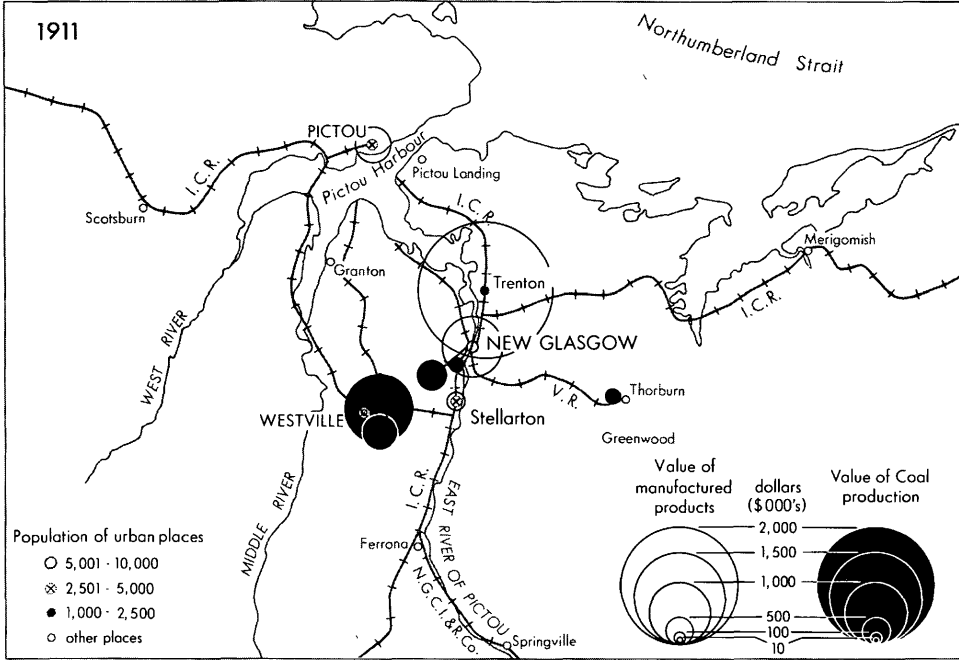 1911
Northumberland Strait
PICTOU
Pictou Harbour
Pictou Landing
I.C.R.
I.C.R.
Scotsburn
Granton
Trenton
Merigomish
I.C.R.
NEW GLASGOW
WEST RIVER
V.R.
Thorburn
WESTVILLE
Stellarton
Greenwood
MIDDLE RIVER
I.C.R.
EAST RIVER OF PICTOU
Ferrona
N.G.C.I.&R.Co.
Springville
Population of urban places
5,001 - 10,000
2,501 - 5,000
1,000 - 2,500
other places
Value of
manufactured
products
dollars
($000's)
Value of Coal
production
2,000
1,500
1,000
500
100
10